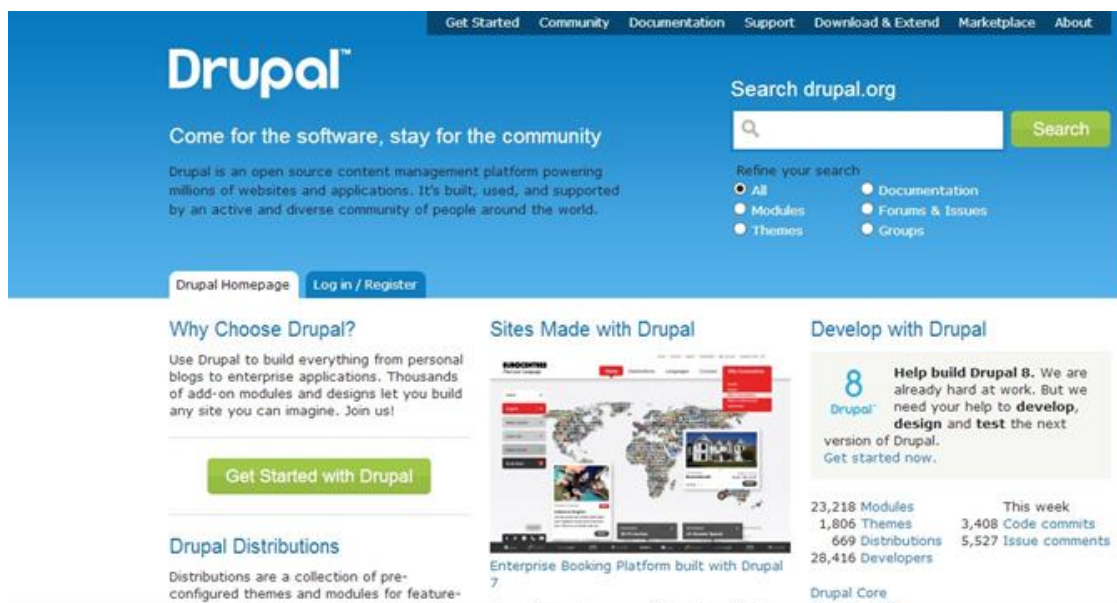 Get Started Community Documentation Support Download & Extend Marketplace About
Drupal™
Come for the software, stay for the community
Drupal is an open source content management platform powering
millions of websites and applications. It's built, used, and supported
by an active and diverse community of people around the world.
Search drupal.org
Search
Refine your search
All
Documentation
Modules
Forums & Issues
Themes
Groups
Drupal Homepage
Log in / Register
Why Choose Drupal?
Use Drupal to build everything from personal
blogs to enterprise applications. Thousands
of add-on modules and designs let you build
any site you can imagine. Join us!
Get Started with Drupal
Drupal Distributions
Distributions are a collection of pre-
configured themes and modules for feature-
Sites Made with Drupal
EUROCENTRES
Enterprise Booking Platform built with Drupal
7
Develop with Drupal
8
Drupal™
Help build Drupal 8. We are
already hard at work. But we
need your help to develop,
design and test the next
version of Drupal.
Get started now.
23,218 Modules
1,806 Themes
669 Distributions
28,416 Developers
This week
3,408 Code commits
5,527 Issue comments
Drupal Core